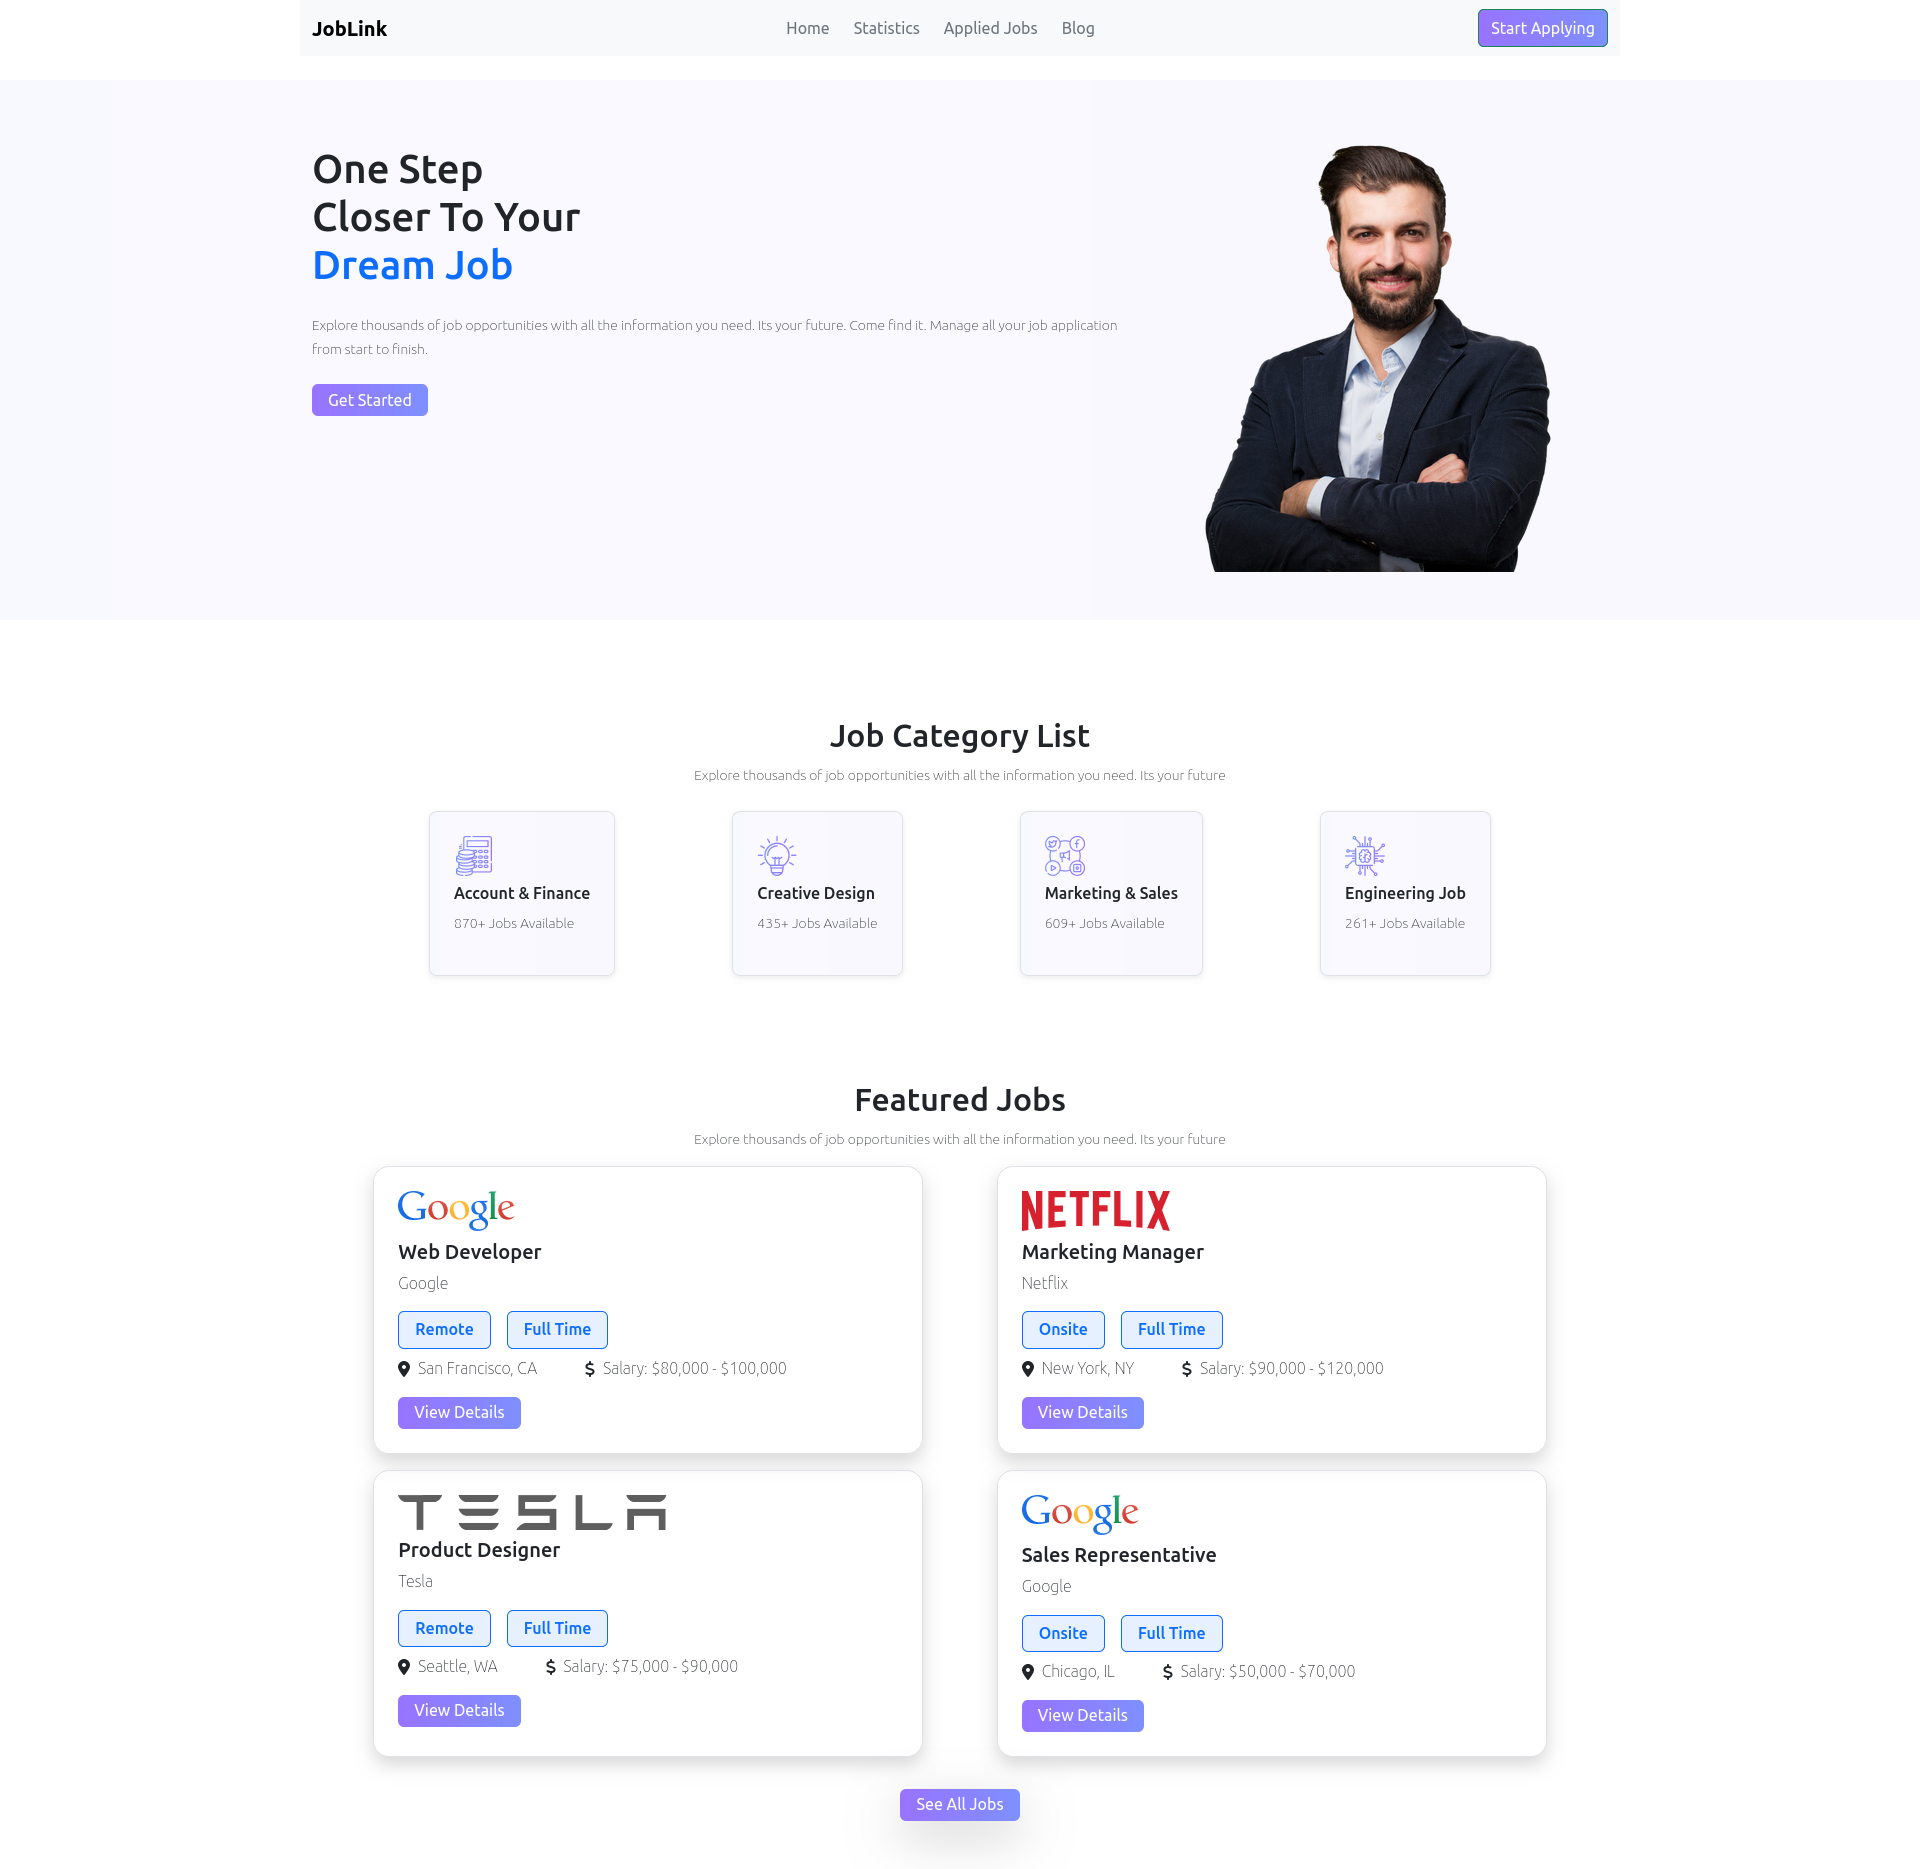 JobLink
Home
Statistics
Applied Jobs
Blog
Start Applying
One Step
Closer To Your
Dream Job
Explore thousands of job opportunities with all the information you need. Its your future. Come find it. Manage all your job application
from start to finish.
Get Started
Job Category List
Explore thousands of job opportunities with all the information you need. Its your future
Account & Finance
870+ Jobs Available
Creative Design
435+ Jobs Available
Marketing & Sales
609+ Jobs Available
Engineering Job
261+ Jobs Available
Featured Jobs
Explore thousands of job opportunities with all the information you need. Its your future
Google
Web Developer
Google
Remote
Full Time
San Francisco, CA
Salary: $80,000 - $100,000
View Details
NETFLIX
Marketing Manager
Netflix
Onsite
Full Time
New York, NY
Salary: $90,000 - $120,000
View Details
TESLA
Product Designer
Tesla
Remote
Full Time
Seattle, WA
Salary: $75,000 - $90,000
View Details
Google
Sales Representative
Google
Onsite
Full Time
Chicago, IL
Salary: $50,000 - $70,000
View Details
See All Jobs